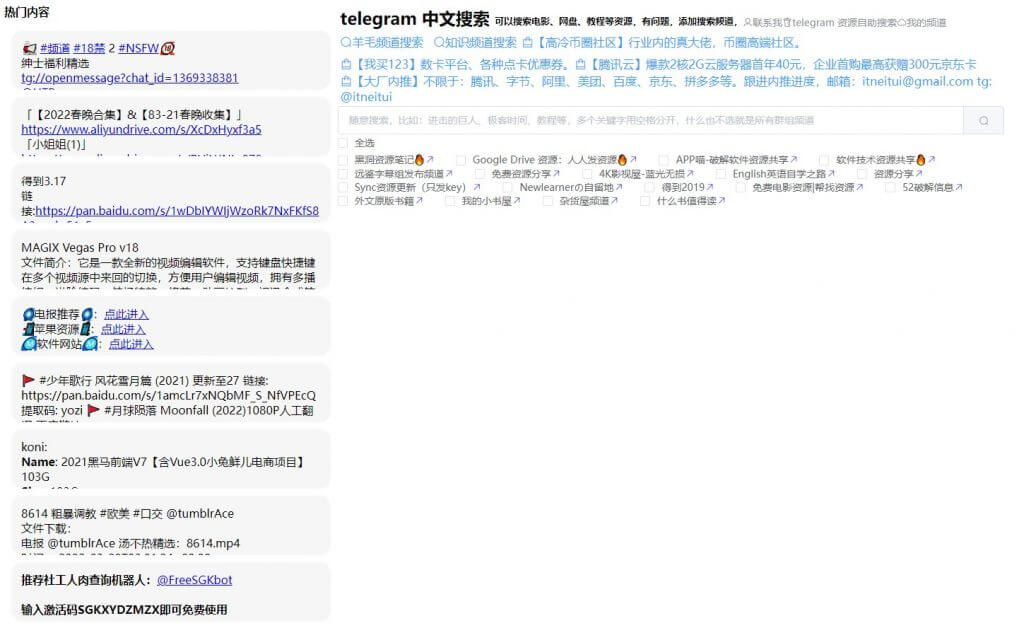 热门内容
#频道 #18禁 2 #NSFW
绅士福利精选
tg://openmessage?chat_id=1369338381
「【2022春晚合集】&【83-21春晚收集】」
https://www.aliyundrive.com/s/XcDxHyxf3a5
「小姐姐(1)」
得到3.17
链
接:https://pan.baidu.com/s/1wDbIYWIjWzoRk7NxFKfS8
MAGIX Vegas Pro v18
文件简介：它是一款全新的视频编辑软件，支持键盘快捷键
在多个视频源中来回的切换，方便用户编辑视频，拥有多播
电报推荐：点此进入
苹果资源：点此进入
软件网站：点此进入
#少年歌行 风花雪月篇 (2021) 更新至27 链接:
https://pan.baidu.com/s/1amcLr7xNQbMF_S_NfVPEcQ
提取码: yozi #月球陨落 Moonfall (2022)1080P人工翻
koni:
Name: 2021黑马前端V7【含Vue3.0小兔鲜儿电商项目】
103G
8614 粗暴调教 #欧美 #口交 @tumblrAce
文件下载：
电报 @tumblrAce 汤不热精选：8614.mp4
推荐社工人肉查询机器人：@FreeSGKbot
输入激活码SGKXYDZMZX即可免费使用
telegram 中文搜索 可以搜索电影、网盘、教程等资源，有问题，添加搜索频道， 联系我 telegram 资源自助搜索 我的频道
羊毛频道搜索 知识频道搜索 【高冷币圈社区】行业内的真大佬，币圈高端社区。
【我买123】数卡平台、各种点卡优惠券。 【腾讯云】爆款2核2G云服务器首年40元，企业首购最高获赠300元京东卡
【大厂内推】不限于：腾讯、字节、阿里、美团、百度、京东、拼多多等。跟进内推进度，邮箱：itneitui@gmail.com tg:
@itneitui
随意搜索，比如：进击的巨人，极客时间，教程等，多个关键字用空格分开，什么也不选就是所有群组频道
全选
黑洞资源笔记 Google Drive 资源：人人发资源 APP喵-破解软件资源共享 软件技术资源共享
远鉴字幕组发布频道 免费资源分享 4K影视屋-蓝光无损 English英语自学之路 资源分享
Sync资源更新（只发key） Newlearnerの自留地 得到2019 免费电影资源|帮找资源 52破解信息
外文原版书籍 我的小书屋 杂货屋频道 什么书值得读